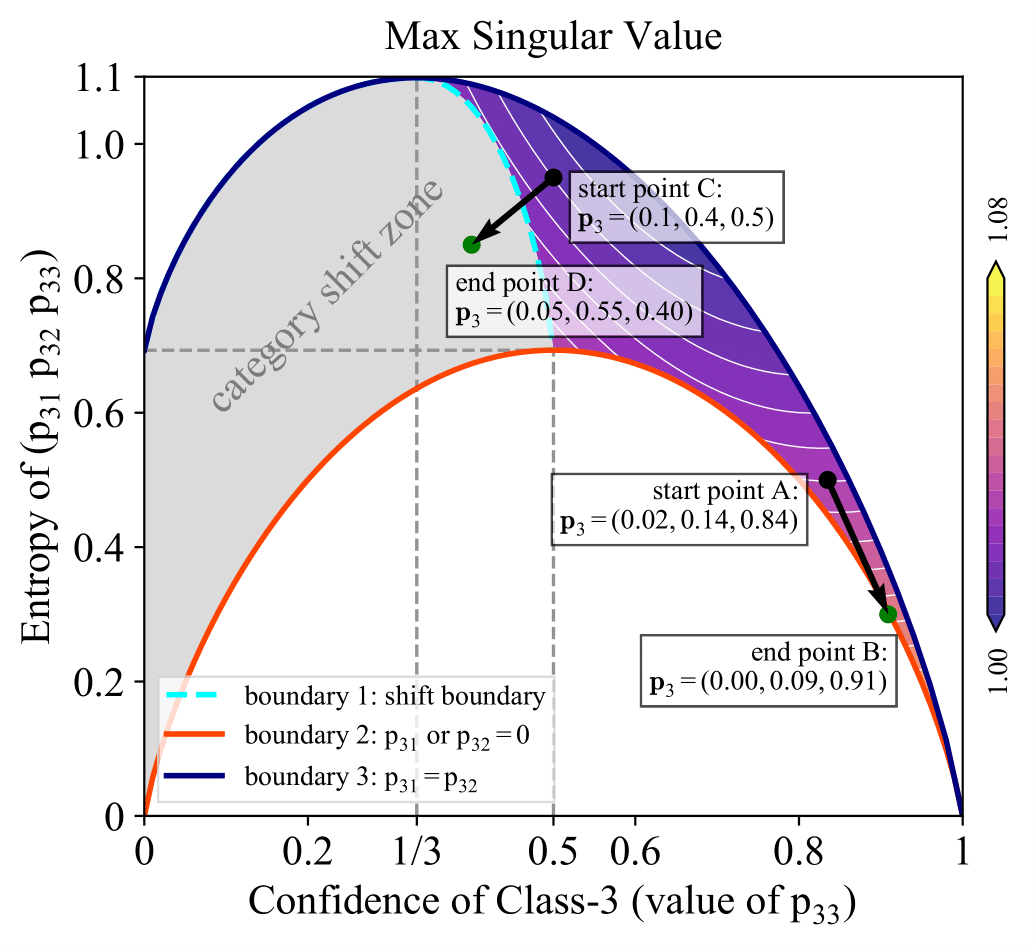 Max Singular Value
1.1
1.0
0.8
0.6
0.4
0.2
0
Entropy of (p₃₁ p₃₂ p₃₃)
category shift zone
start point C:
p₃ = (0.1, 0.4, 0.5)
end point D:
p₃ = (0.05, 0.55, 0.40)
start point A:
p₃ = (0.02, 0.14, 0.84)
end point B:
p₃ = (0.00, 0.09, 0.91)
boundary 1: shift boundary
boundary 2: p₃₁ or p₃₂ = 0
boundary 3: p₃₁ = p₃₂
0 0.2 1/3 0.5 0.6 0.8 1
Confidence of Class-3 (value of p₃₃)
1.08
1.00